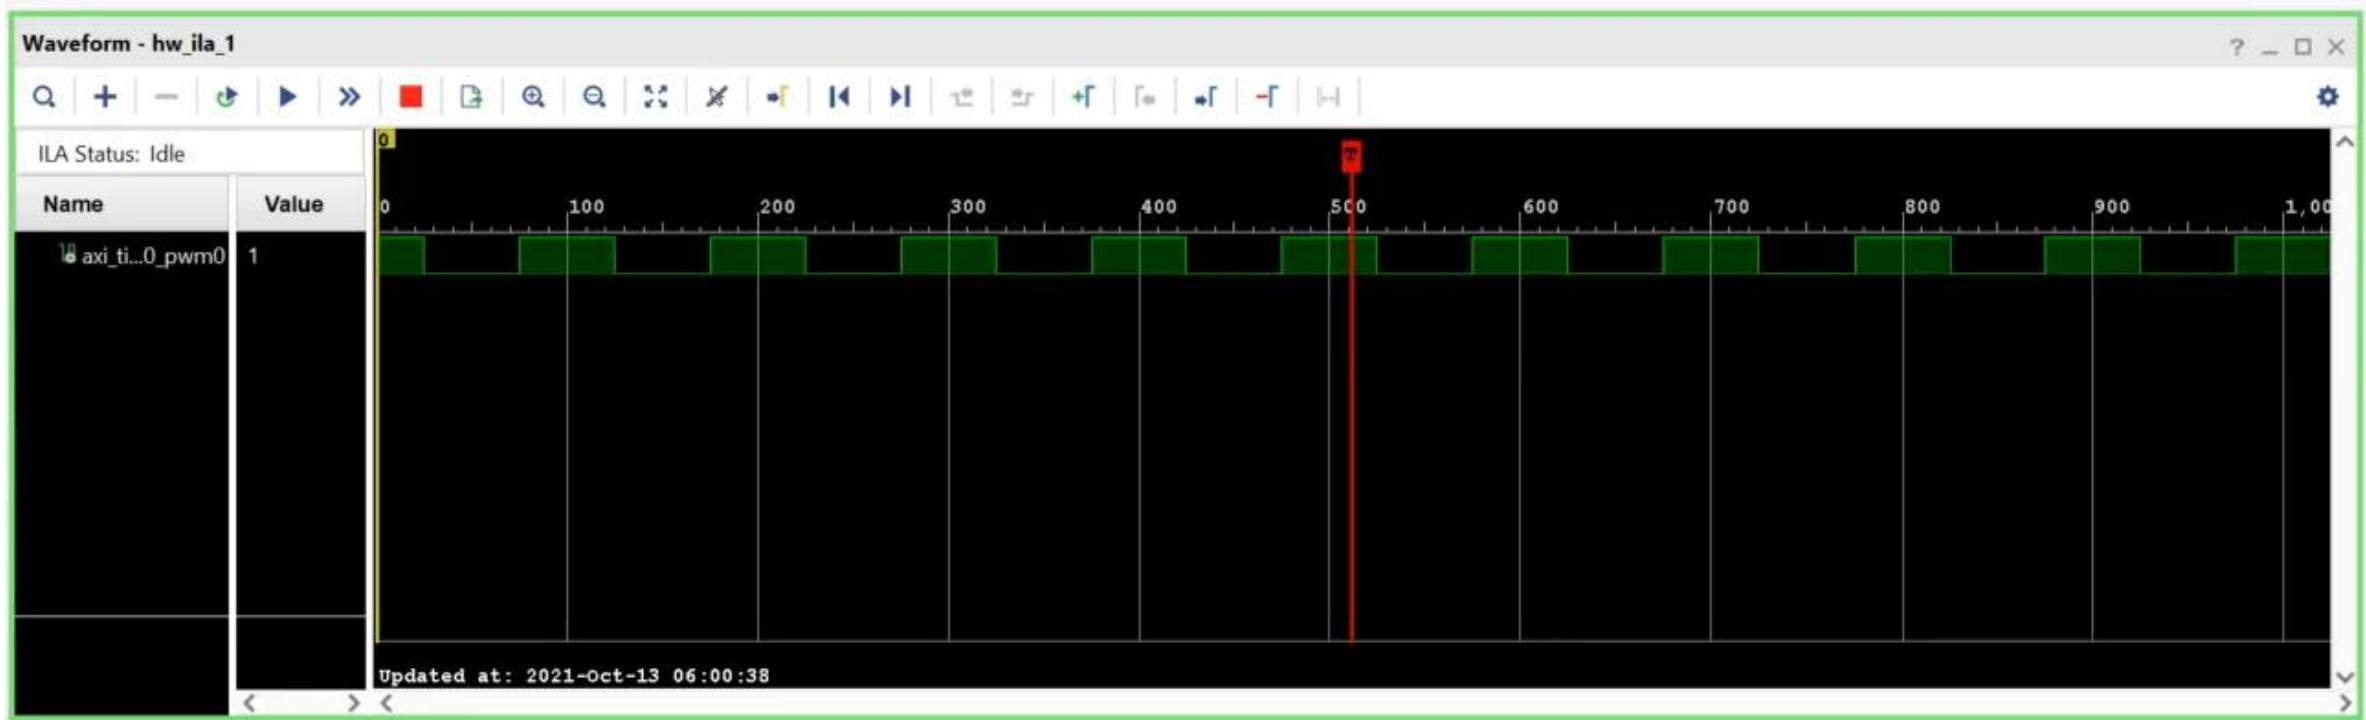 Waveform - hw_ila_1
ILA Status: Idle
Name Value
0
T
0 100 200 300 400 500 600 700 800 900 1,00
axi_ti...0_pwm0 1
Updated at: 2021-Oct-13 06:00:38